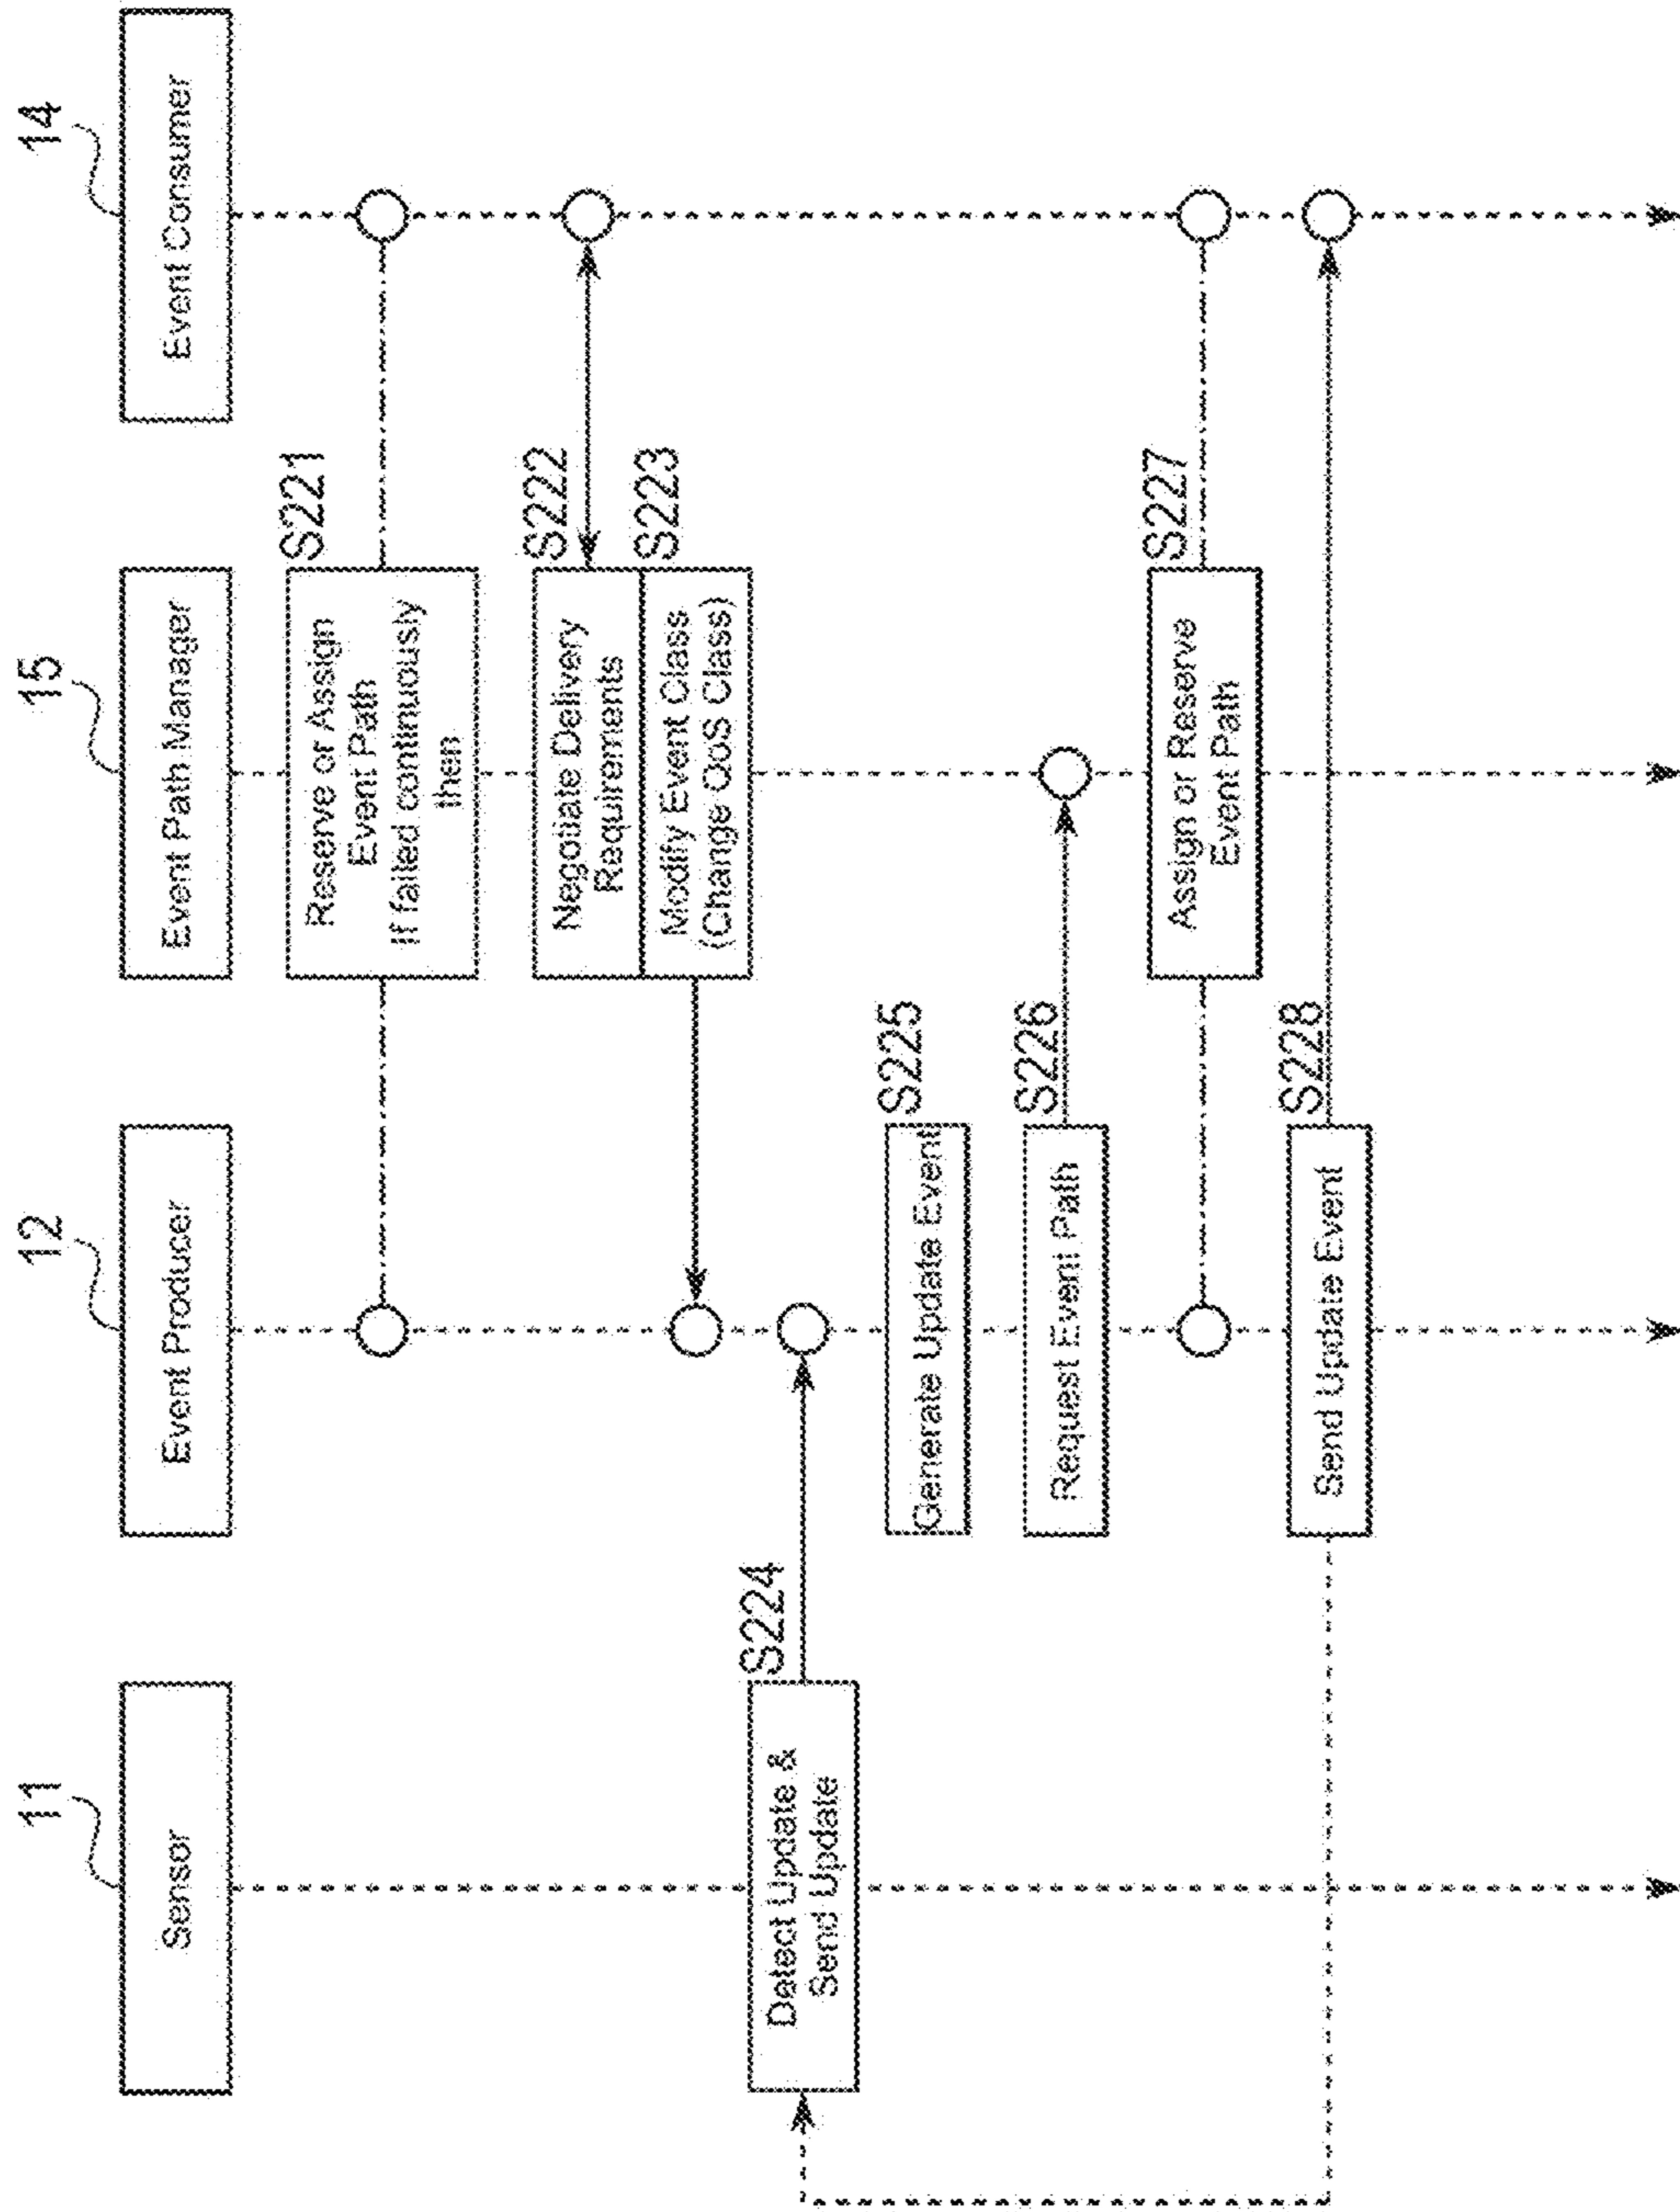 11
12
15
14
Sensor
Event Producer
Event Path Manager
Event Consumer
S221
Reserve or Assign
Event Path
If failed continuously
then
S222
Negotiate Delivery
Requirements
S223
Modify Event Class
(Change QoS Class)
S224
Detect Update &
Send Update
S225
Generate Update Event
S226
Request Event Path
S227
Assign or Reserve
Event Path
S228
Send Update Event